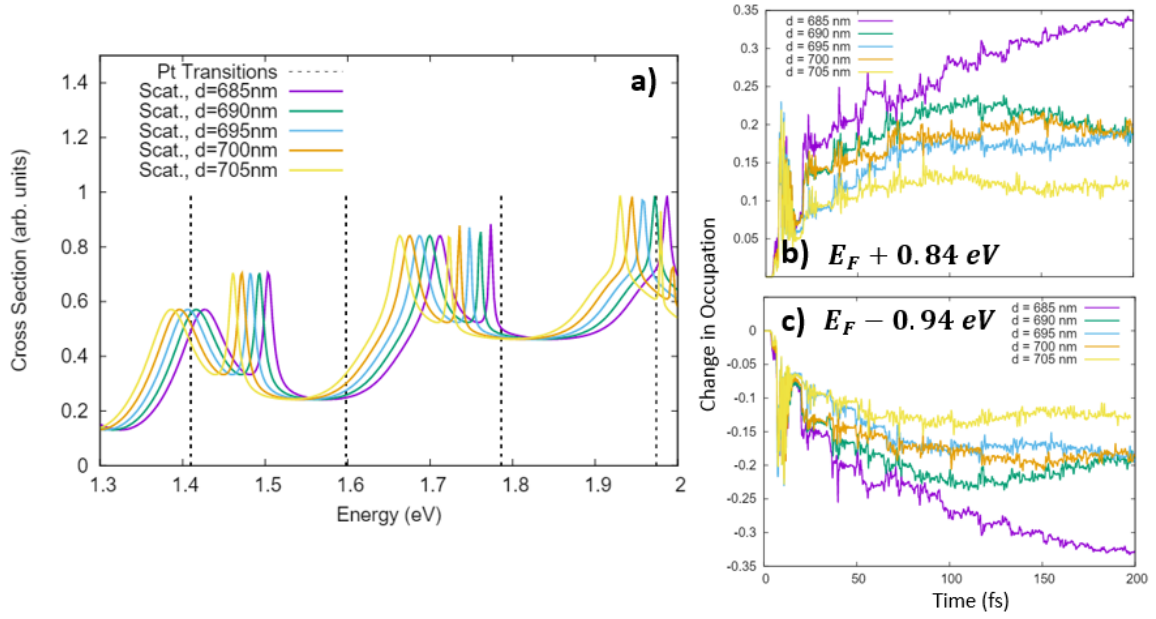 a)
1.4
1.2
1
0.8
0.6
0.4
0.2
0
Cross Section (arb. units)
Pt Transitions
Scat., d=685nm
Scat., d=690nm
Scat., d=695nm
Scat., d=700nm
Scat., d=705nm
1.3 1.4 1.5 1.6 1.7 1.8 1.9 2
Energy (eV)
0.35
0.3
0.25
0.2
0.15
0.1
0.05
d = 685 nm
d = 690 nm
d = 695 nm
d = 700 nm
d = 705 nm
b) E_F + 0.84 eV
Change in Occupation
c) E_F − 0.94 eV
d = 685 nm
d = 690 nm
d = 695 nm
d = 700 nm
d = 705 nm
0
-0.05
-0.1
-0.15
-0.2
-0.25
-0.3
-0.35
0 50 100 150 200
Time (fs)